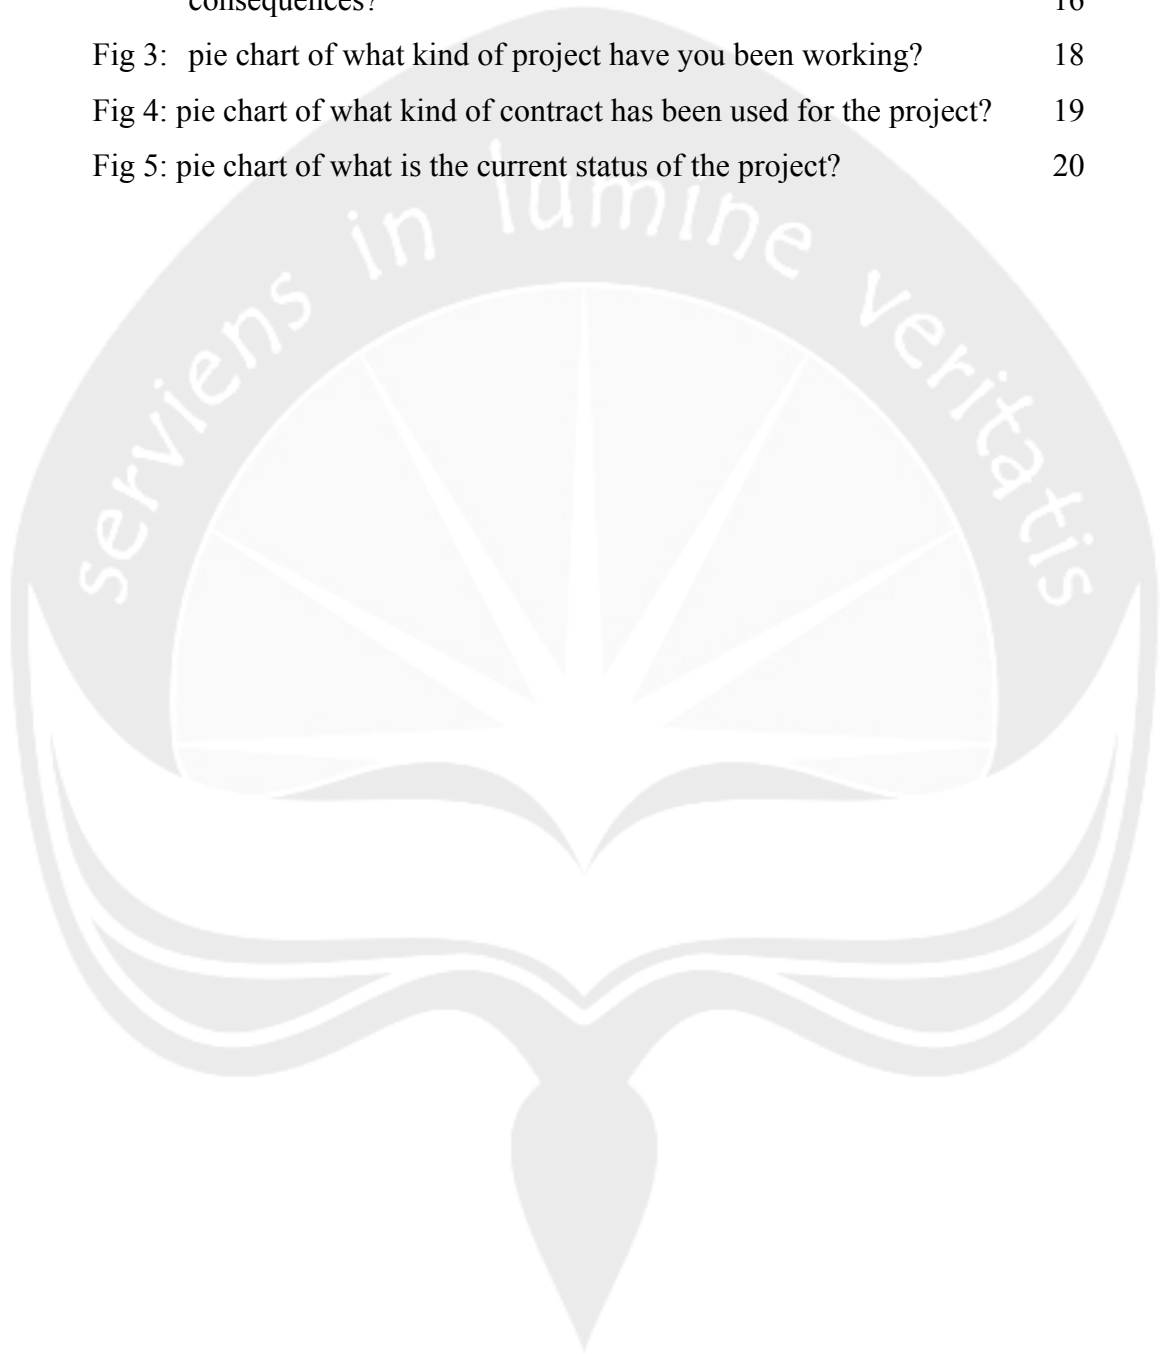 consequences? 16
Fig 3: pie chart of what kind of project have you been working? 18
Fig 4: pie chart of what kind of contract has been used for the project? 19
Fig 5: pie chart of what is the current status of the project? 20
serviens in lumine veritatis